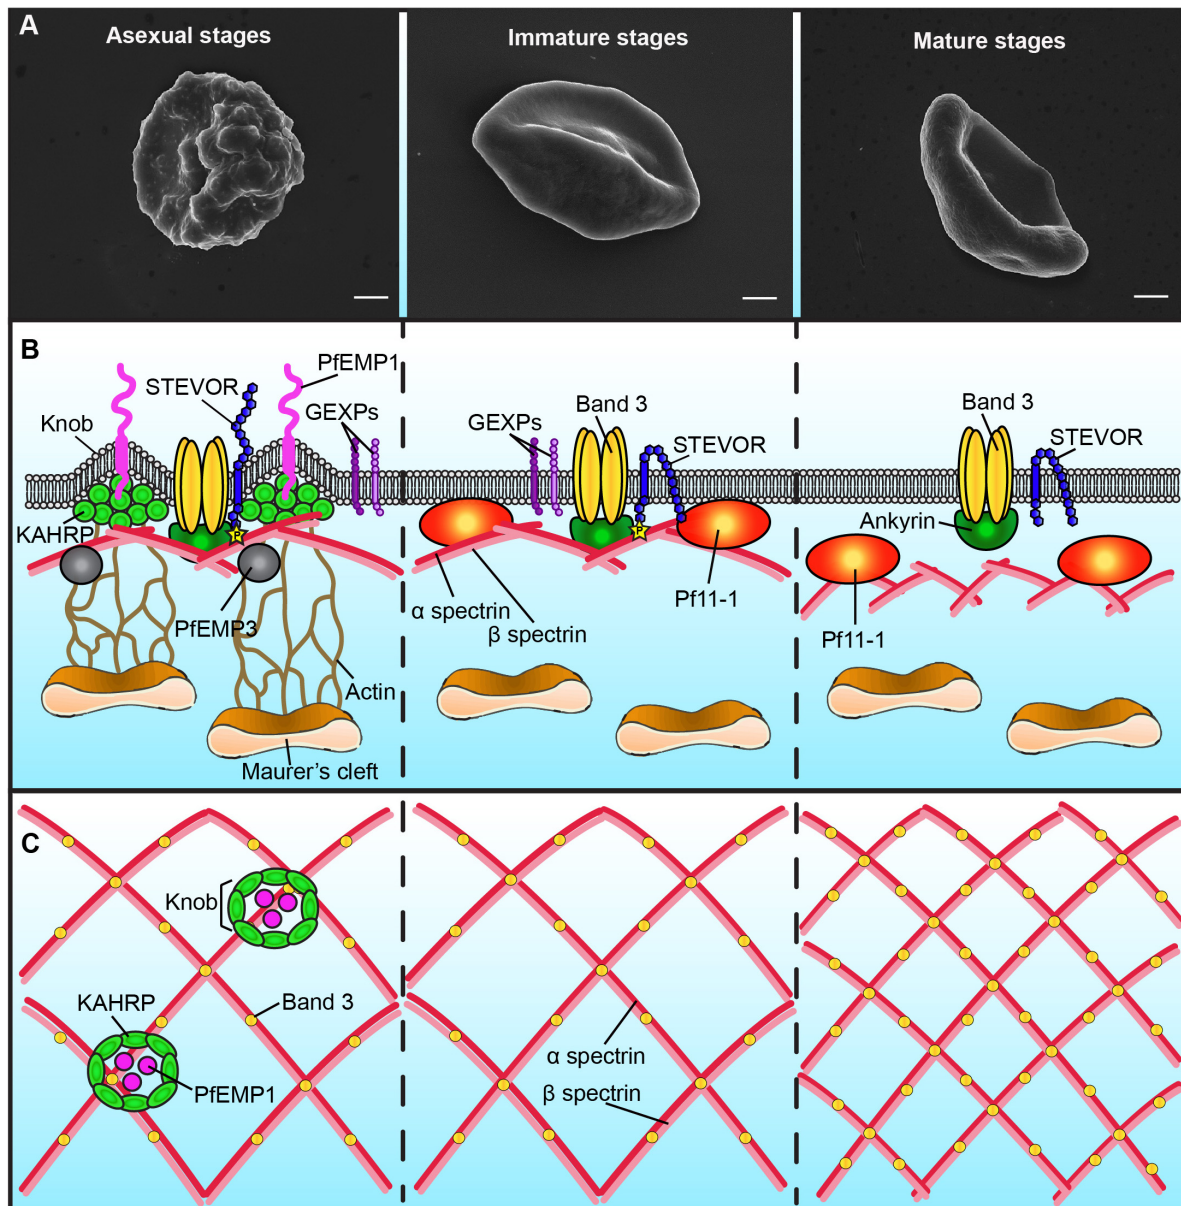 A
Asexual stages
Immature stages
Mature stages
B
PfEMP1
STEVOR
GEXPs
Knob
KAHRP
PfEMP3
Actin
Maurer's cleft
GEXPs
Band 3
STEVOR
α spectrin
β spectrin
Pf11-1
P
P
Band 3
STEVOR
Ankyrin
Pf11-1
C
Knob
KAHRP
Band 3
PfEMP1
α spectrin
β spectrin